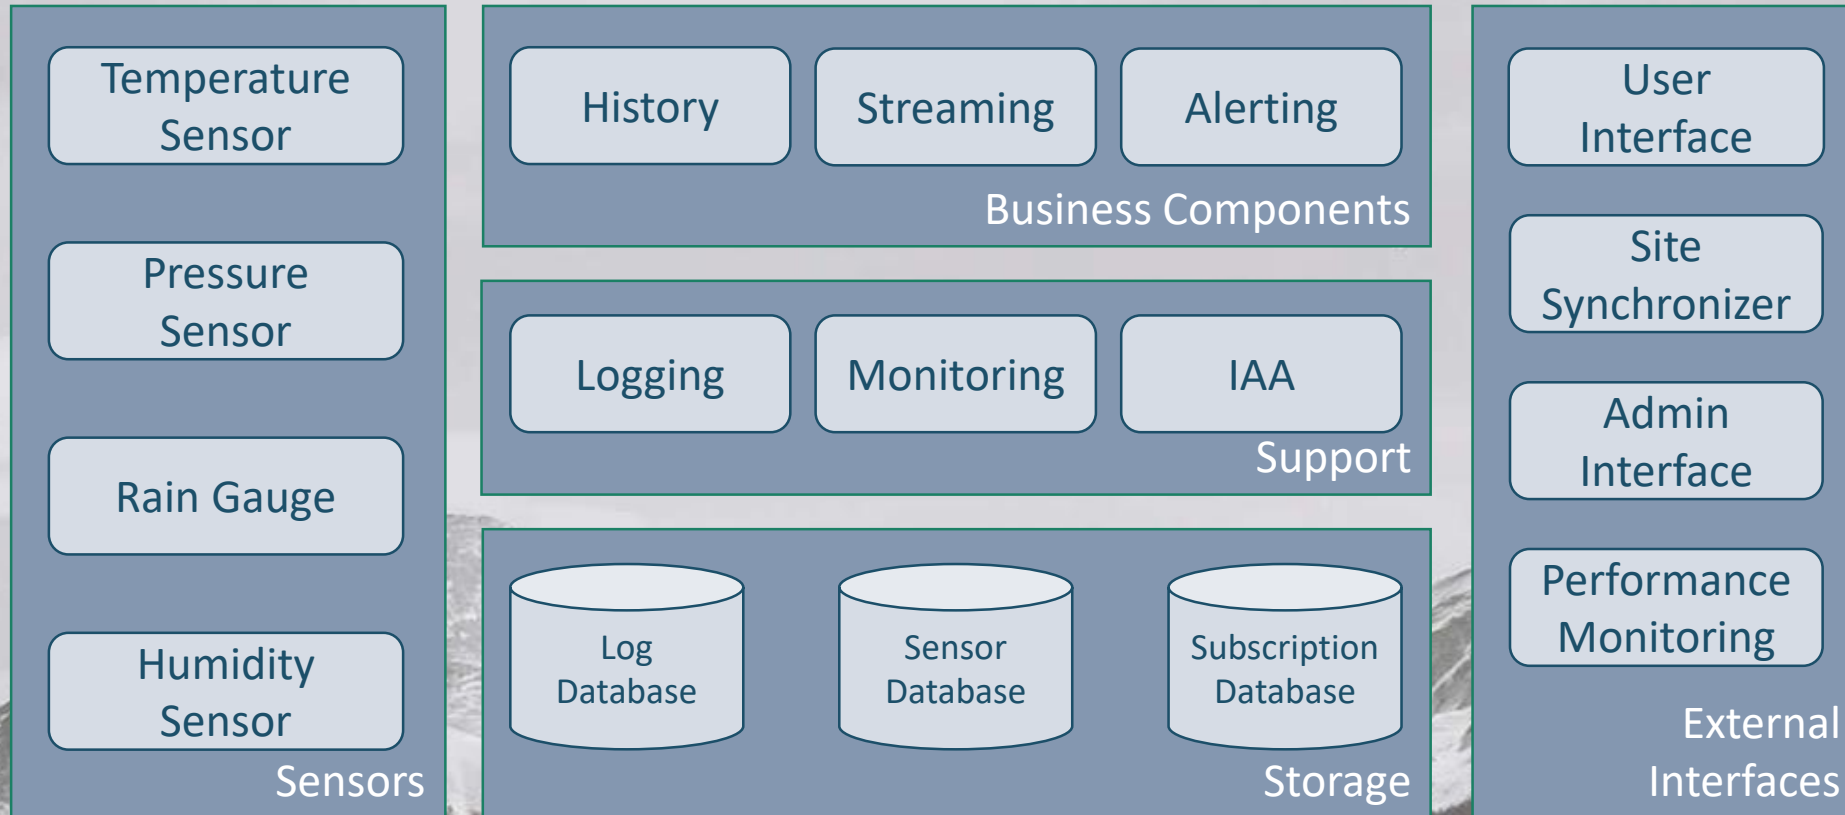 Temperature
Sensor
Pressure
Sensor
Rain Gauge
Humidity
Sensor
Sensors
History
Streaming
Alerting
Business Components
Logging
Monitoring
IAA
Support
Log
Database
Sensor
Database
Subscription
Database
Storage
User
Interface
Site
Synchronizer
Admin
Interface
Performance
Monitoring
External
Interfaces